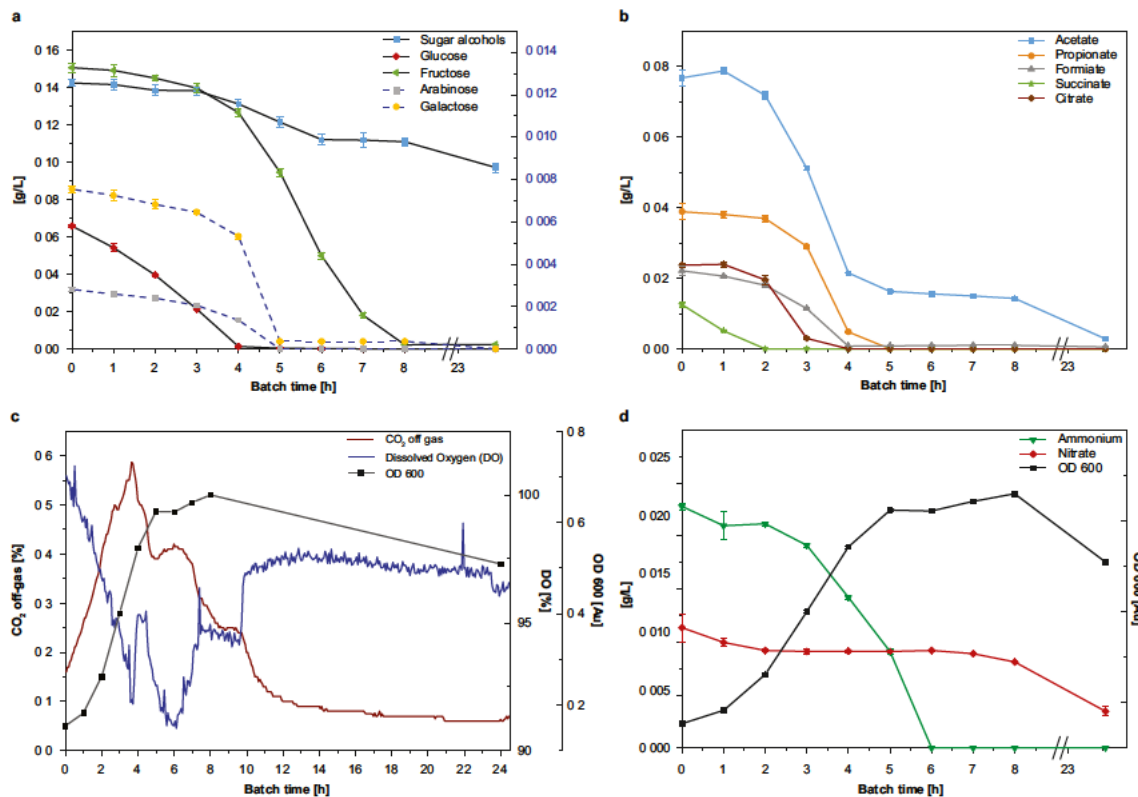 a
Sugar alcohols
Glucose
Fructose
Arabinose
Galactose
[g/L]
0 16
0 14
0 12
0 10
0 08
0 06
0 04
0 02
0 00
0 014
0 012
0 010
0 008
0 006
0 004
0 002
0 000
0 1 2 3 4 5 6 7 8 23
Batch time [h]
b
Acetate
Propionate
Formiate
Succinate
Citrate
[g/L]
0 08
0 06
0 04
0 02
0 00
0 1 2 3 4 5 6 7 8 23
Batch time [h]
c
CO2 off gas
Dissolved Oxygen (DO)
OD 600
CO2 off-gas [%]
0 6
0 5
0 4
0 3
0 2
0 1
0 0
100
95
90
DO [%]
0 8
0 6
0 4
0 2
OD 600 [Au]
0 2 4 6 8 10 12 14 16 18 20 22 24
Batch time [h]
d
Ammonium
Nitrate
OD 600
[g/L]
0 025
0 020
0 015
0 010
0 005
0 000
0 1 2 3 4 5 6 7 8 23
Batch time [h]